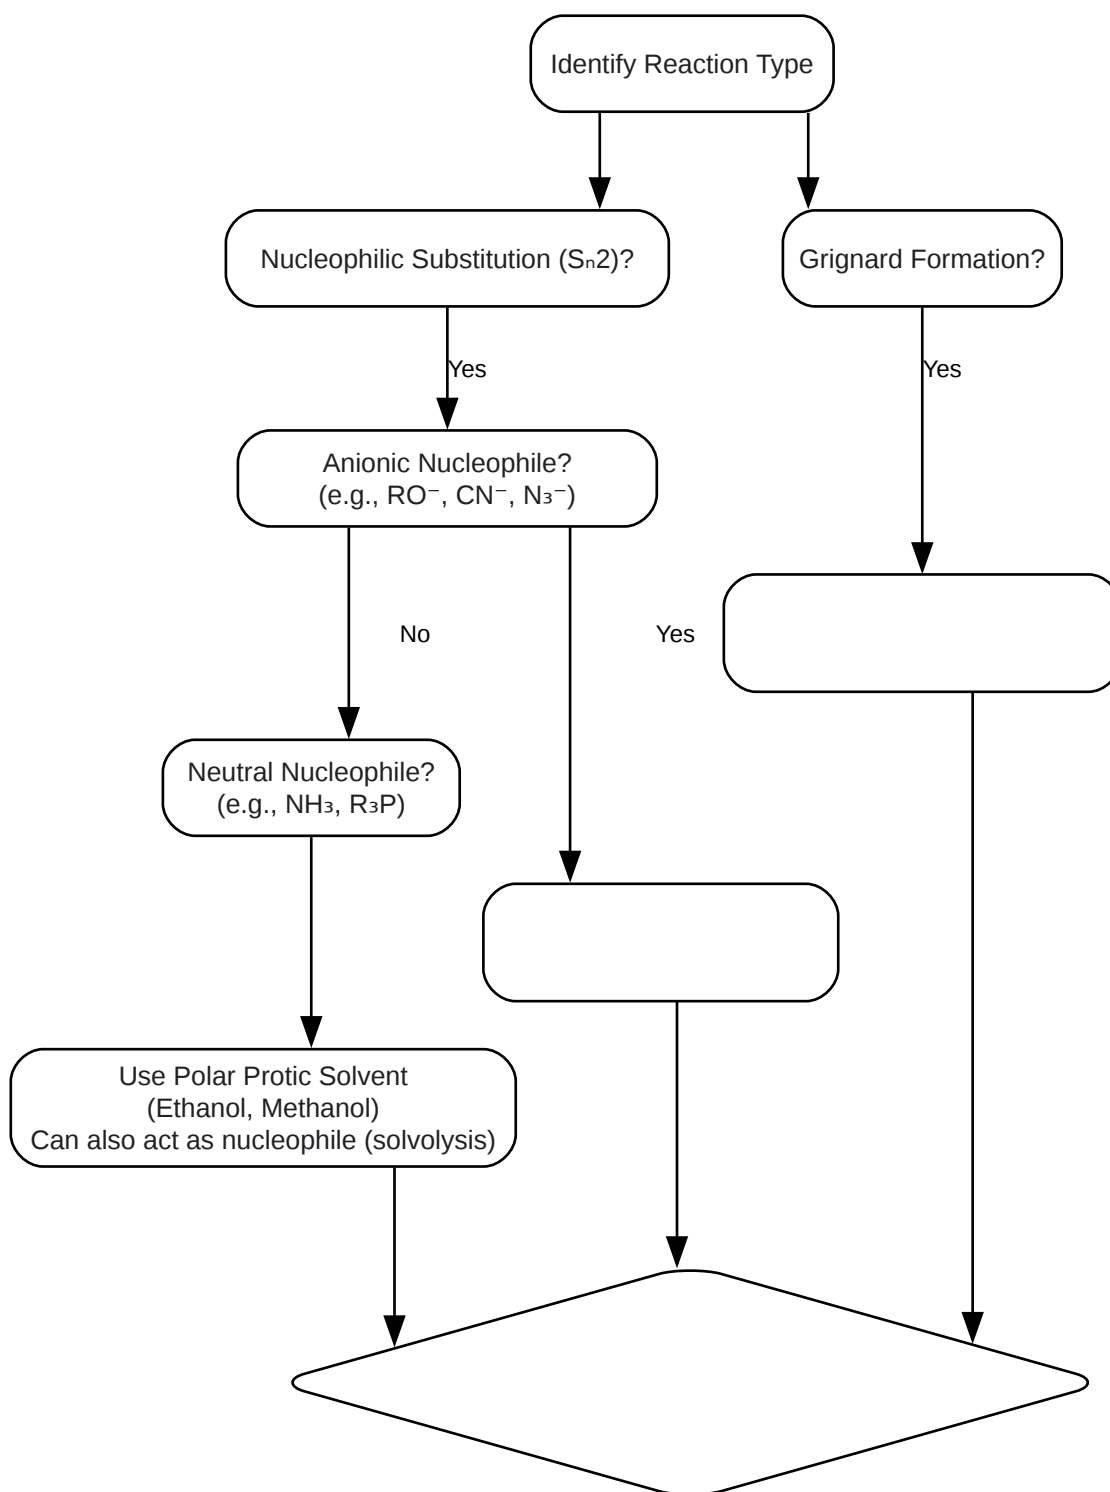 Identify Reaction Type
Nucleophilic Substitution (Sₙ2)?
Grignard Formation?
Yes
Yes
Anionic Nucleophile?
(e.g., RO⁻, CN⁻, N₃⁻)
No
Yes
Neutral Nucleophile?
(e.g., NH₃, R₃P)
Use Polar Protic Solvent
(Ethanol, Methanol)
Can also act as nucleophile (solvolysis)